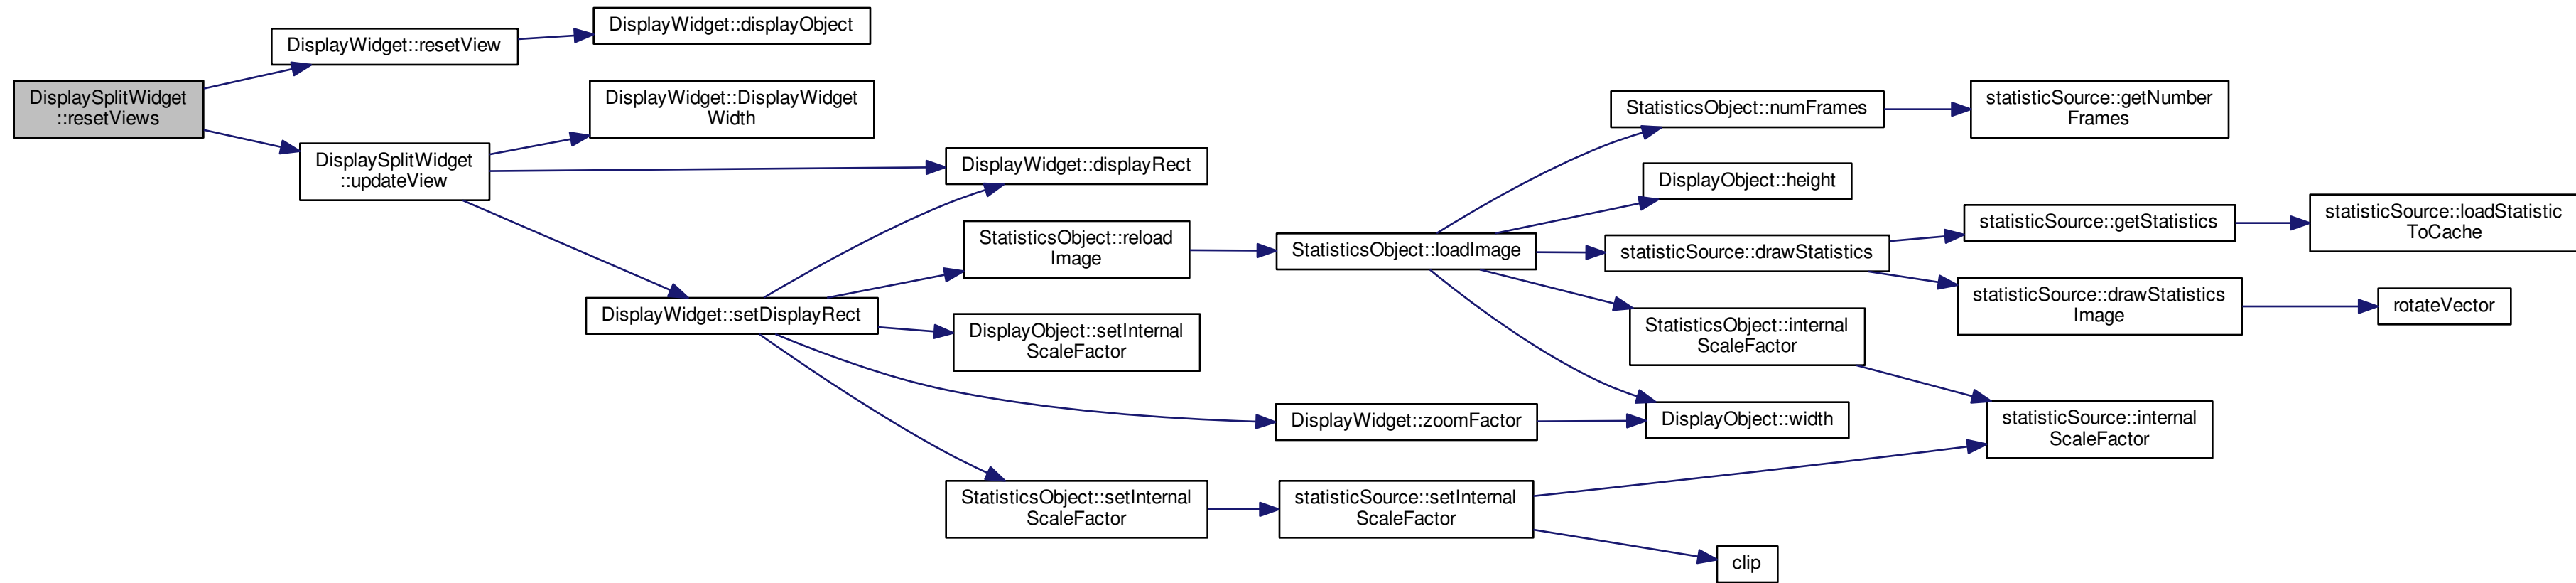 DisplaySplitWidget
::resetViews
DisplayWidget::resetView
DisplayWidget::displayObject
DisplaySplitWidget
::updateView
DisplayWidget::DisplayWidget
Width
DisplayWidget::displayRect
DisplayWidget::setDisplayRect
StatisticsObject::reload
Image
DisplayObject::setInternal
ScaleFactor
DisplayWidget::zoomFactor
StatisticsObject::setInternal
ScaleFactor
StatisticsObject::loadImage
statisticSource::setInternal
ScaleFactor
StatisticsObject::numFrames
DisplayObject::height
statisticSource::drawStatistics
StatisticsObject::internal
ScaleFactor
DisplayObject::width
clip
statisticSource::getNumber
Frames
statisticSource::getStatistics
statisticSource::drawStatistics
Image
statisticSource::internal
ScaleFactor
statisticSource::loadStatistic
ToCache
rotateVector